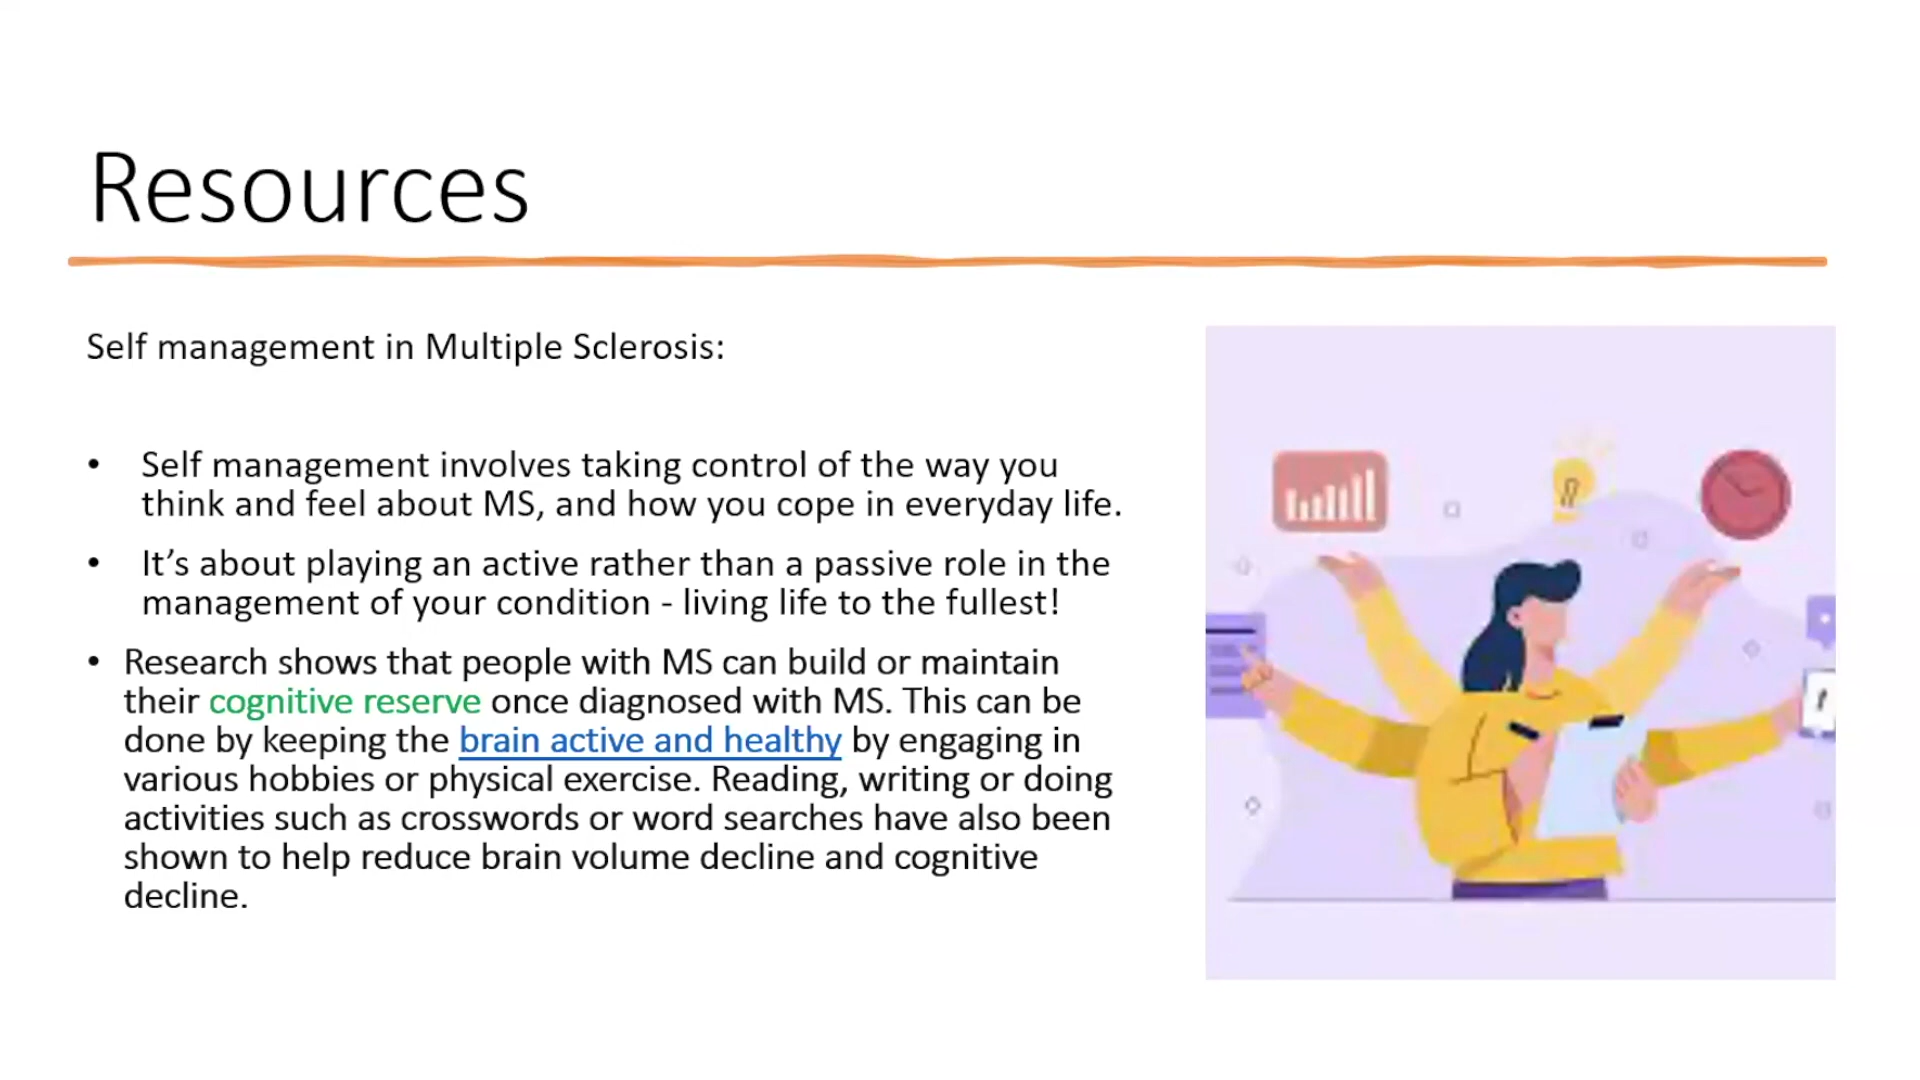 Resources
Self management in Multiple Sclerosis:
• Self management involves taking control of the way you
think and feel about MS, and how you cope in everyday life.
• It’s about playing an active rather than a passive role in the
management of your condition - living life to the fullest!
• Research shows that people with MS can build or maintain
their cognitive reserve once diagnosed with MS. This can be
done by keeping the brain active and healthy by engaging in
various hobbies or physical exercise. Reading, writing or doing
activities such as crosswords or word searches have also been
shown to help reduce brain volume decline and cognitive
decline.